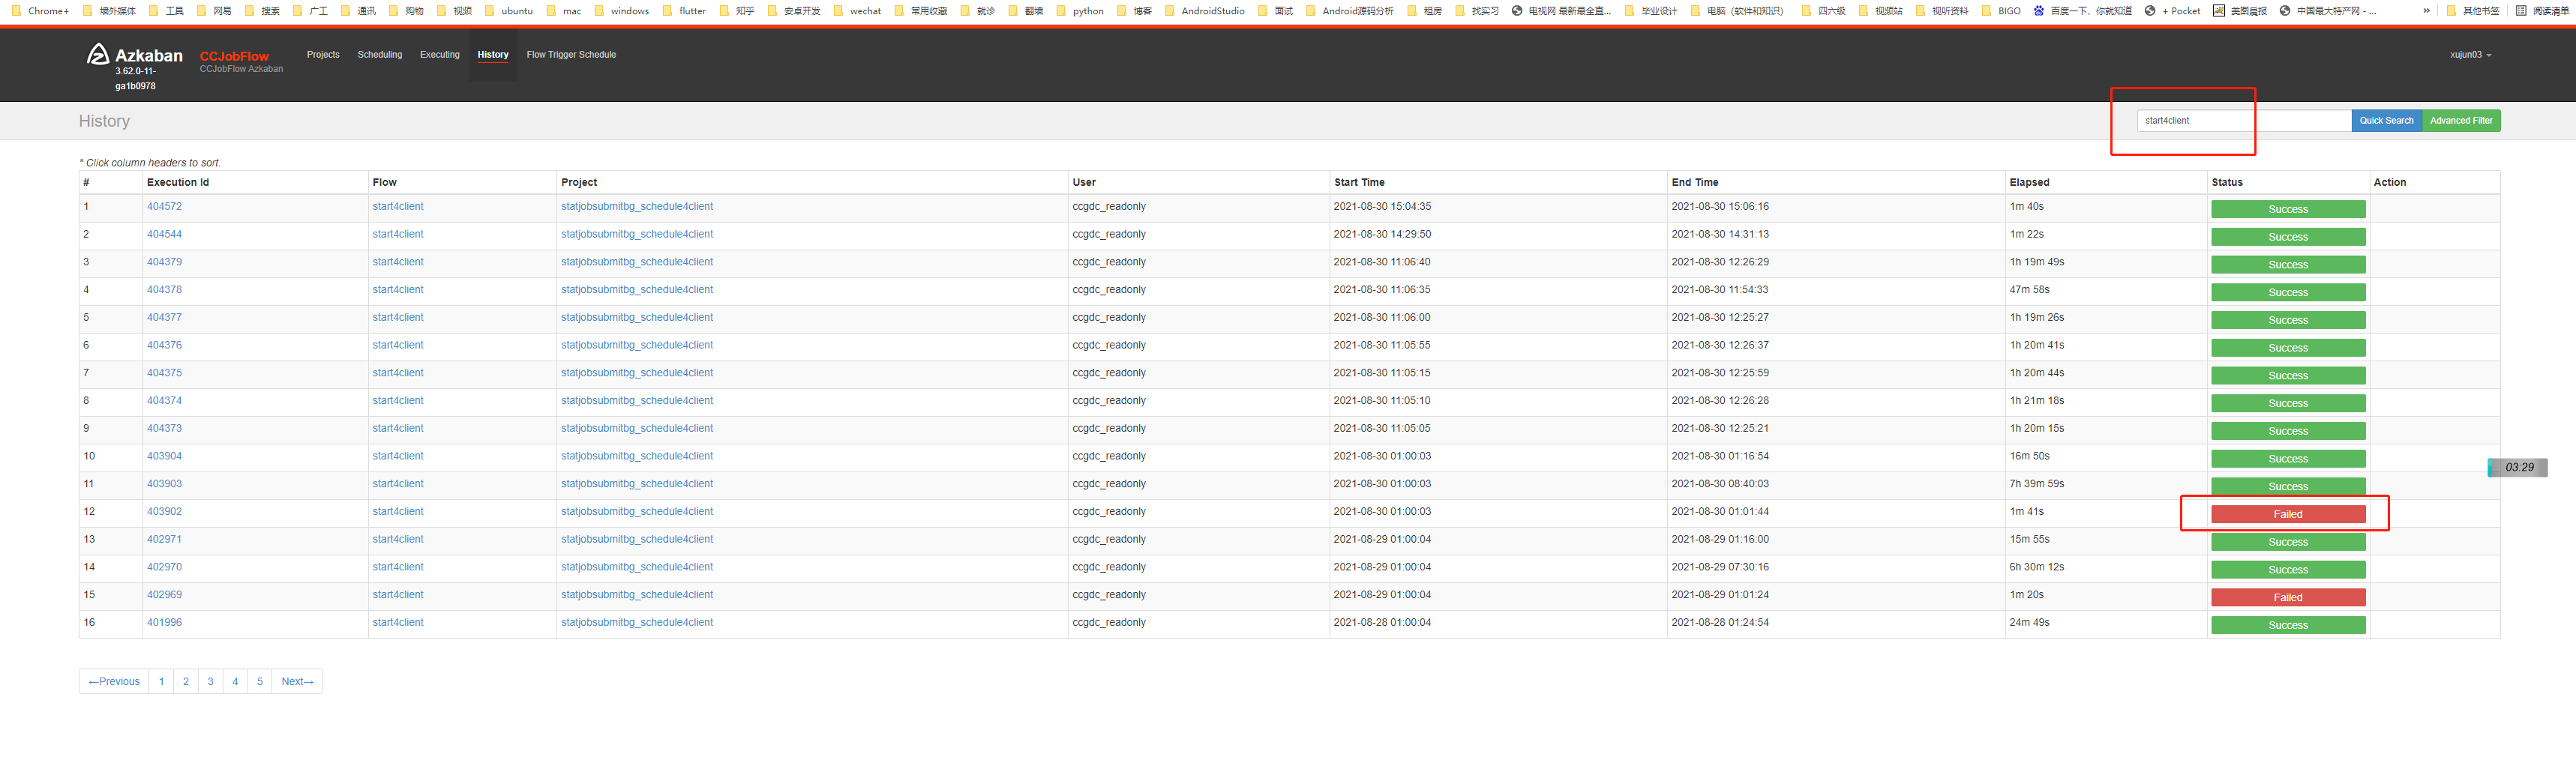 Chrome+ 墙外媒体 工具 网易 搜索 广工 通讯 购物 视频 ubuntu mac windows flutter 知乎 安卓开发 wechat 常用收藏 就诊 翻墙 python 博客 AndroidStudio 面试 Android源码分析 租房 找实习 电视网 最新最全直... 毕业设计 电脑（软件和知识） 四六级 视频站 视听资料 BIGO 百度一下，你就知道 + Pocket 美图晨报 中国最大特产网 - ... » 其他书签 阅读清单
Azkaban CCJobFlow Projects Scheduling Executing History Flow Trigger Schedule xujun03
3.62.0-11- CCJobFlow Azkaban
ga1b0978
History start4client Quick Search Advanced Filter
* Click column headers to sort.
# Execution Id Flow Project User Start Time End Time Elapsed Status Action
1 404572 start4client statjobsubmitbg_schedule4client ccgdc_readonly 2021-08-30 15:04:35 2021-08-30 15:06:16 1m 40s Success
2 404544 start4client statjobsubmitbg_schedule4client ccgdc_readonly 2021-08-30 14:29:50 2021-08-30 14:31:13 1m 22s Success
3 404379 start4client statjobsubmitbg_schedule4client ccgdc_readonly 2021-08-30 11:06:40 2021-08-30 12:26:29 1h 19m 49s Success
4 404378 start4client statjobsubmitbg_schedule4client ccgdc_readonly 2021-08-30 11:06:35 2021-08-30 11:54:33 47m 58s Success
5 404377 start4client statjobsubmitbg_schedule4client ccgdc_readonly 2021-08-30 11:06:00 2021-08-30 12:25:27 1h 19m 26s Success
6 404376 start4client statjobsubmitbg_schedule4client ccgdc_readonly 2021-08-30 11:05:55 2021-08-30 12:26:37 1h 20m 41s Success
7 404375 start4client statjobsubmitbg_schedule4client ccgdc_readonly 2021-08-30 11:05:15 2021-08-30 12:25:59 1h 20m 44s Success
8 404374 start4client statjobsubmitbg_schedule4client ccgdc_readonly 2021-08-30 11:05:10 2021-08-30 12:26:28 1h 21m 18s Success
9 404373 start4client statjobsubmitbg_schedule4client ccgdc_readonly 2021-08-30 11:05:05 2021-08-30 12:25:21 1h 20m 15s Success
10 403904 start4client statjobsubmitbg_schedule4client ccgdc_readonly 2021-08-30 01:00:03 2021-08-30 01:16:54 16m 50s Success
03:29
11 403903 start4client statjobsubmitbg_schedule4client ccgdc_readonly 2021-08-30 01:00:03 2021-08-30 08:40:03 7h 39m 59s Success
12 403902 start4client statjobsubmitbg_schedule4client ccgdc_readonly 2021-08-30 01:00:03 2021-08-30 01:01:44 1m 41s Failed
13 402971 start4client statjobsubmitbg_schedule4client ccgdc_readonly 2021-08-29 01:00:04 2021-08-29 01:16:00 15m 55s Success
14 402970 start4client statjobsubmitbg_schedule4client ccgdc_readonly 2021-08-29 01:00:04 2021-08-29 07:30:16 6h 30m 12s Success
15 402969 start4client statjobsubmitbg_schedule4client ccgdc_readonly 2021-08-29 01:00:04 2021-08-29 01:01:24 1m 20s Failed
16 401996 start4client statjobsubmitbg_schedule4client ccgdc_readonly 2021-08-28 01:00:04 2021-08-28 01:24:54 24m 49s Success
←Previous 1 2 3 4 5 Next→